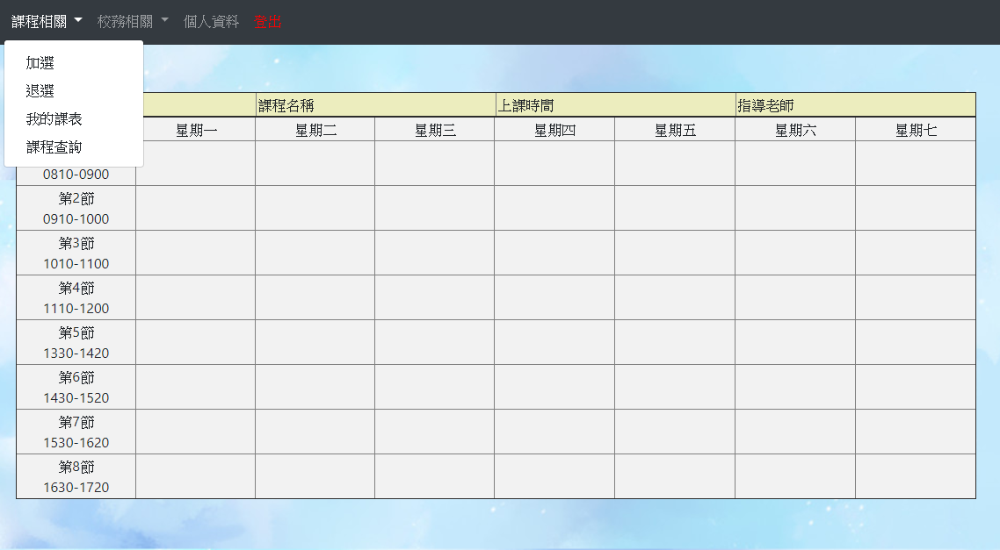 課程相關 校務相關 個人資料 登出
加選
退選
我的課表
課程查詢
課程名稱 上課時間 指導老師
星期一 星期二 星期三 星期四 星期五 星期六 星期七
0810-0900
第2節
0910-1000
第3節
1010-1100
第4節
1110-1200
第5節
1330-1420
第6節
1430-1520
第7節
1530-1620
第8節
1630-1720